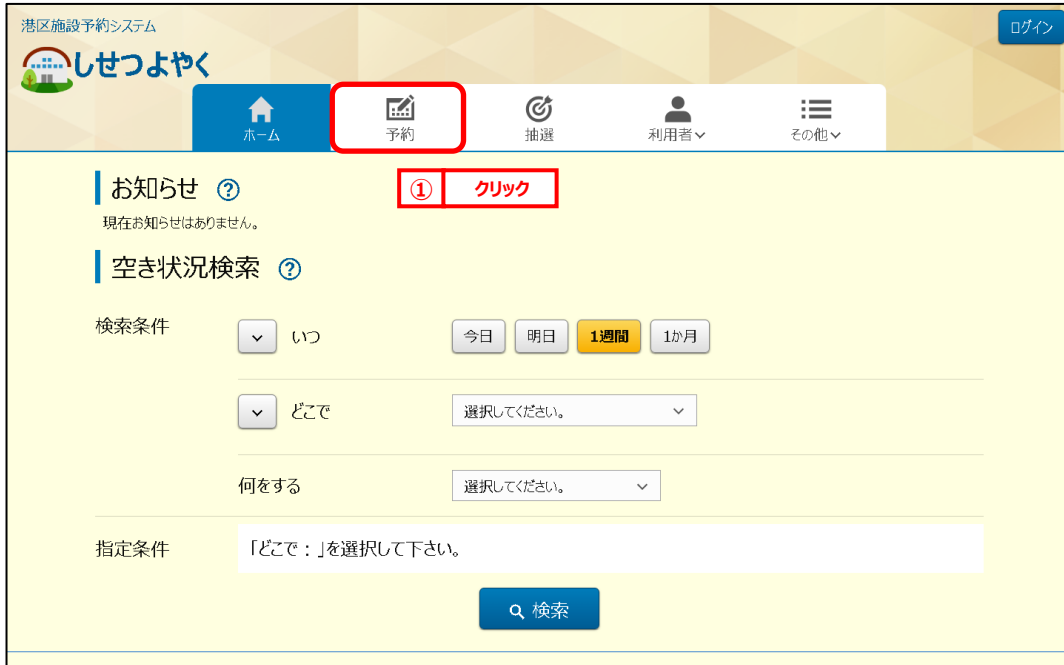 港区施設予約システム
ログイン
しせつよやく
ホーム
予約
抽選
利用者
その他
お知らせ ?
① クリック
現在お知らせはありません。
空き状況検索 ?
検索条件
いつ
今日 明日 1週間 1か月
どこで
選択してください。
何をする
選択してください。
指定条件
「どこで：」を選択して下さい。
検索